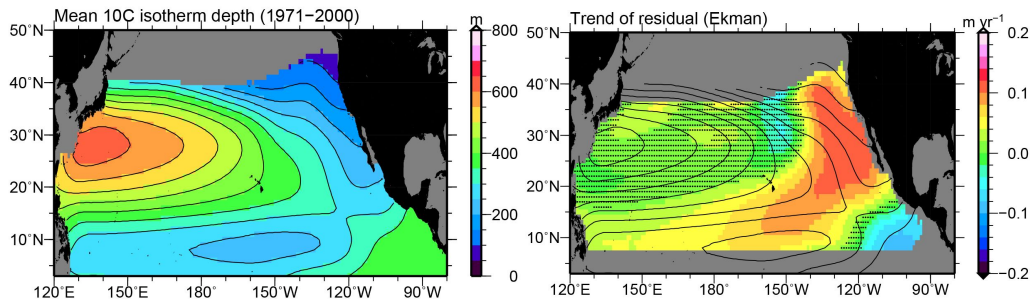 Mean 10C isotherm depth (1971−2000)
m
50°N
40°N
30°N
20°N
10°N
120°E 150°E 180° 150°W 120°W 90°W
800
600
400
200
0
Trend of residual (Ekman)
m yr−1
50°N
40°N
30°N
20°N
10°N
120°E 150°E 180° 150°W 120°W 90°W
0.2
0.1
0.0
−0.1
−0.2